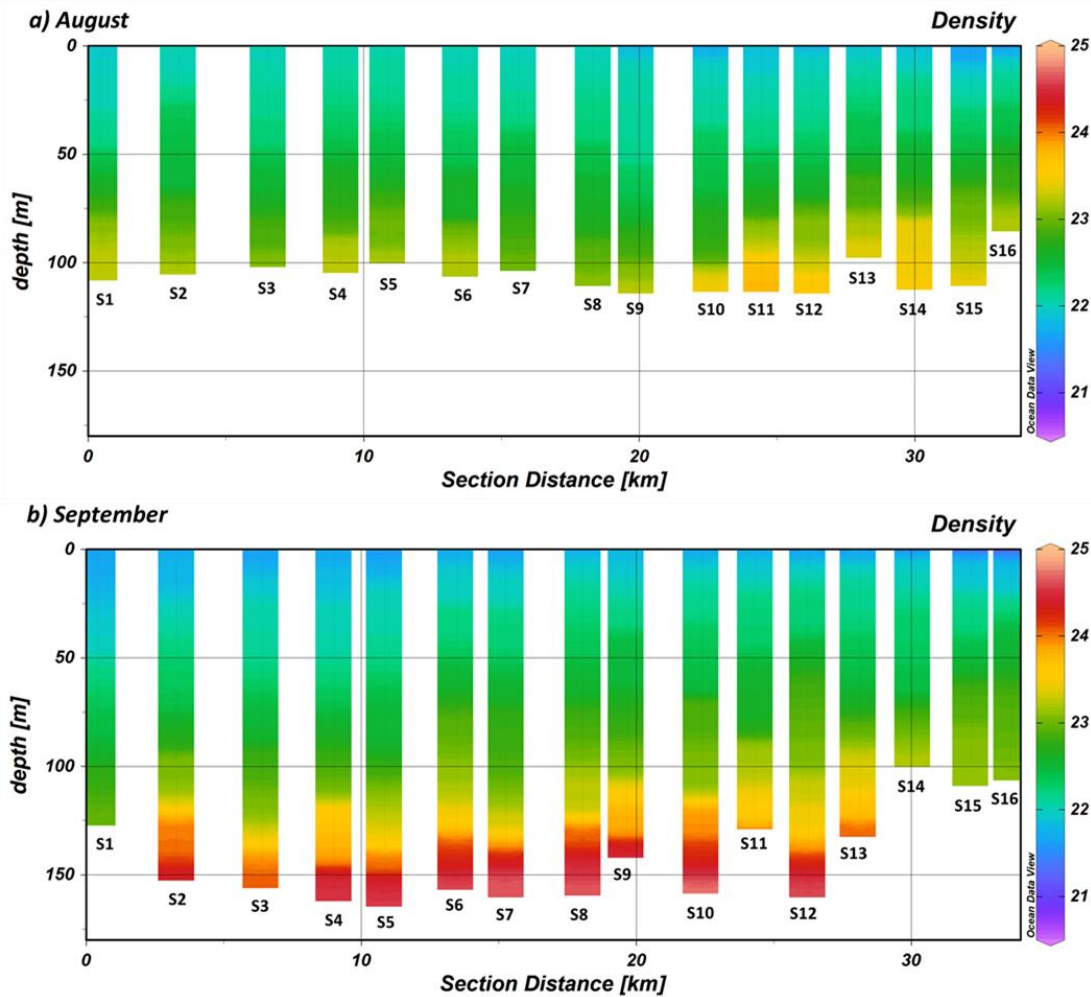 a) August
Density
0
50
100
150
depth [m]
S1
S2
S3
S4
S5
S6
S7
S8
S9
S10
S11
S12
S13
S14
S15
S16
0
10
20
30
Section Distance [km]
25
24
23
22
21
Ocean Data View
b) September
Density
0
50
100
150
depth [m]
S1
S2
S3
S4
S5
S6
S7
S8
S9
S10
S11
S12
S13
S14
S15
S16
0
10
20
30
Section Distance [km]
25
24
23
22
21
Ocean Data View